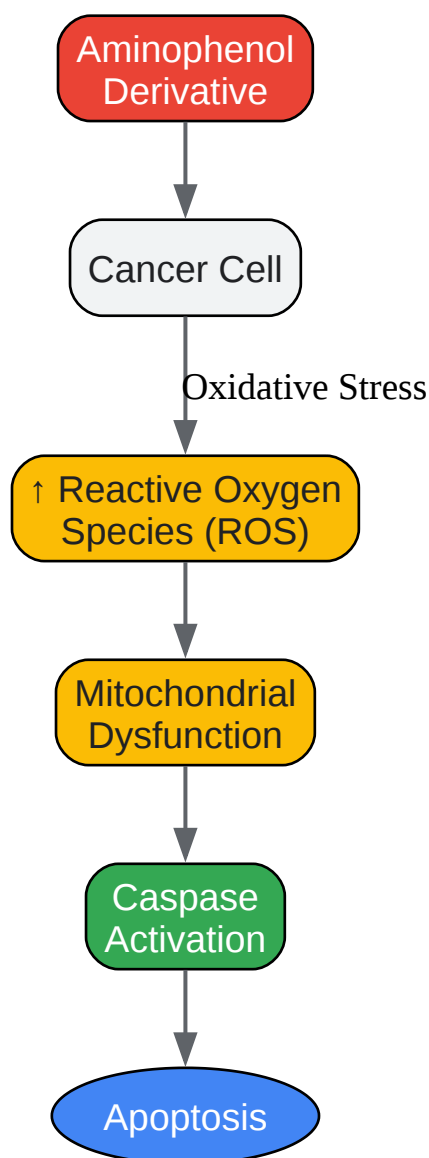 Aminophenol
Derivative
Cancer Cell
Oxidative Stress
↑ Reactive Oxygen
Species (ROS)
Mitochondrial
Dysfunction
Caspase
Activation
Apoptosis